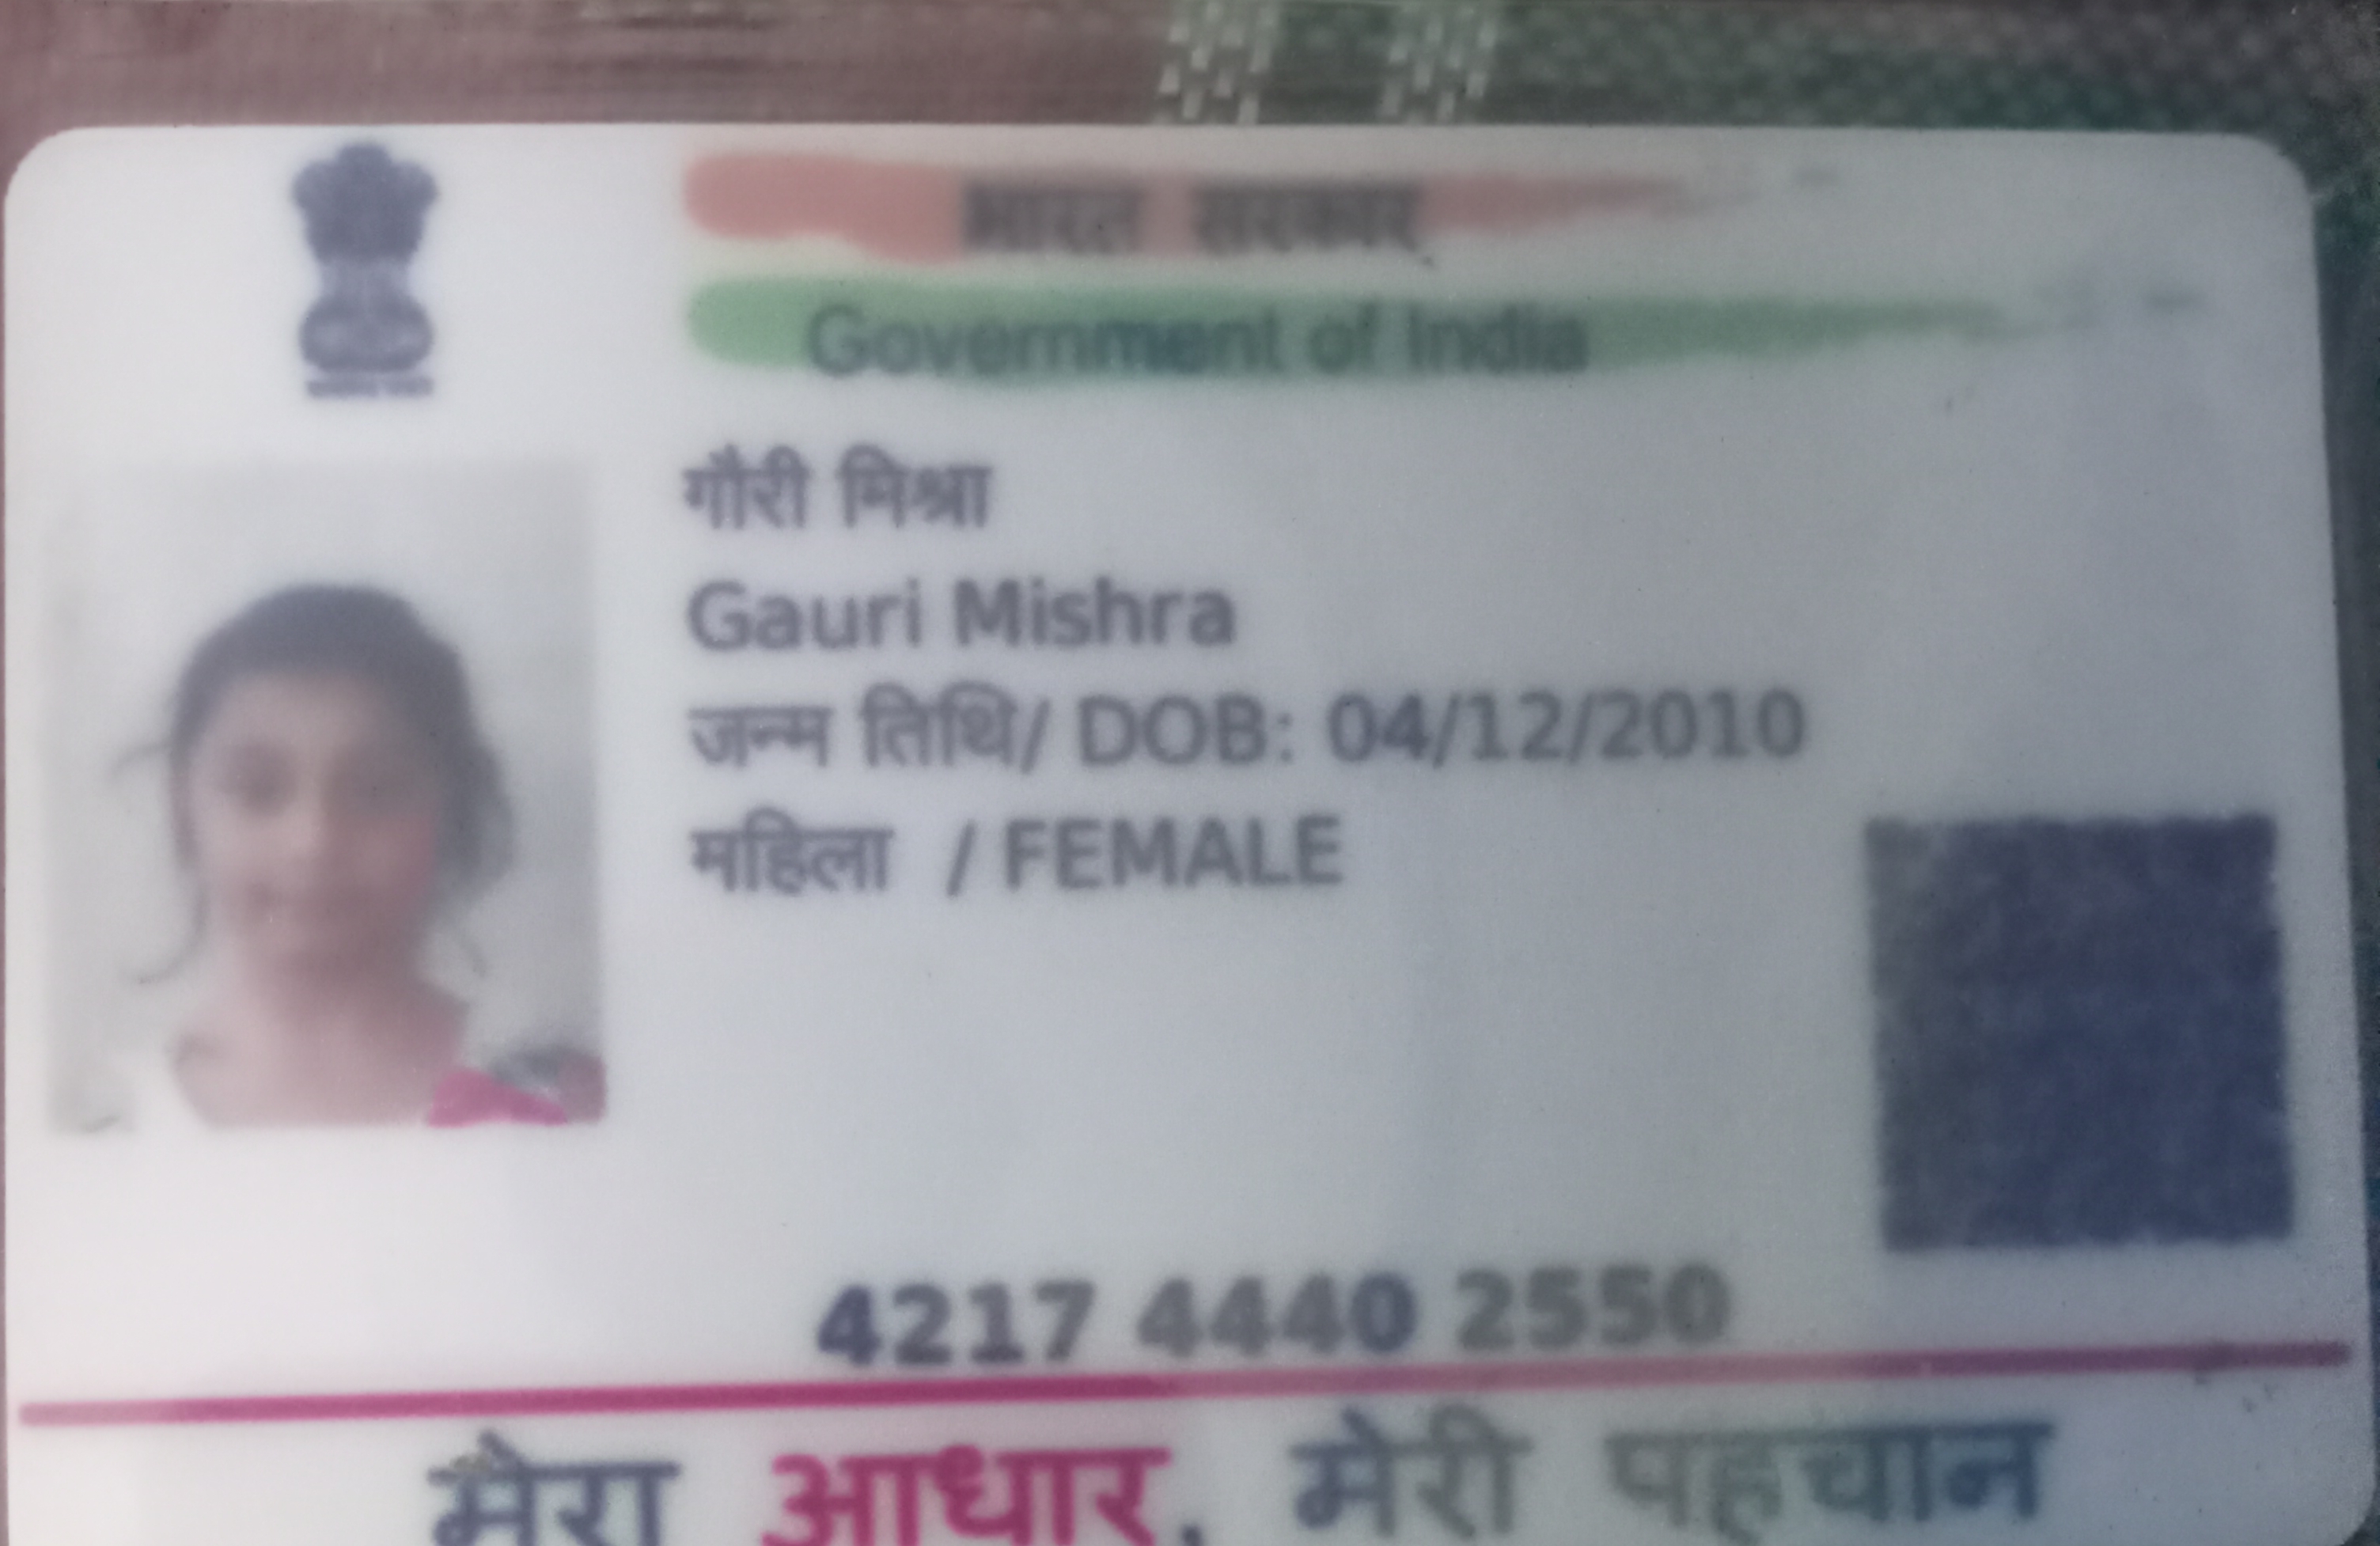 भारत सरकार
Government of India
गौरी मिश्रा
Gauri Mishra
जन्म तिथि/ DOB: 04/12/2010
महिला / FEMALE
4217 4440 2550
मेरा आधार, मेरी पहचान